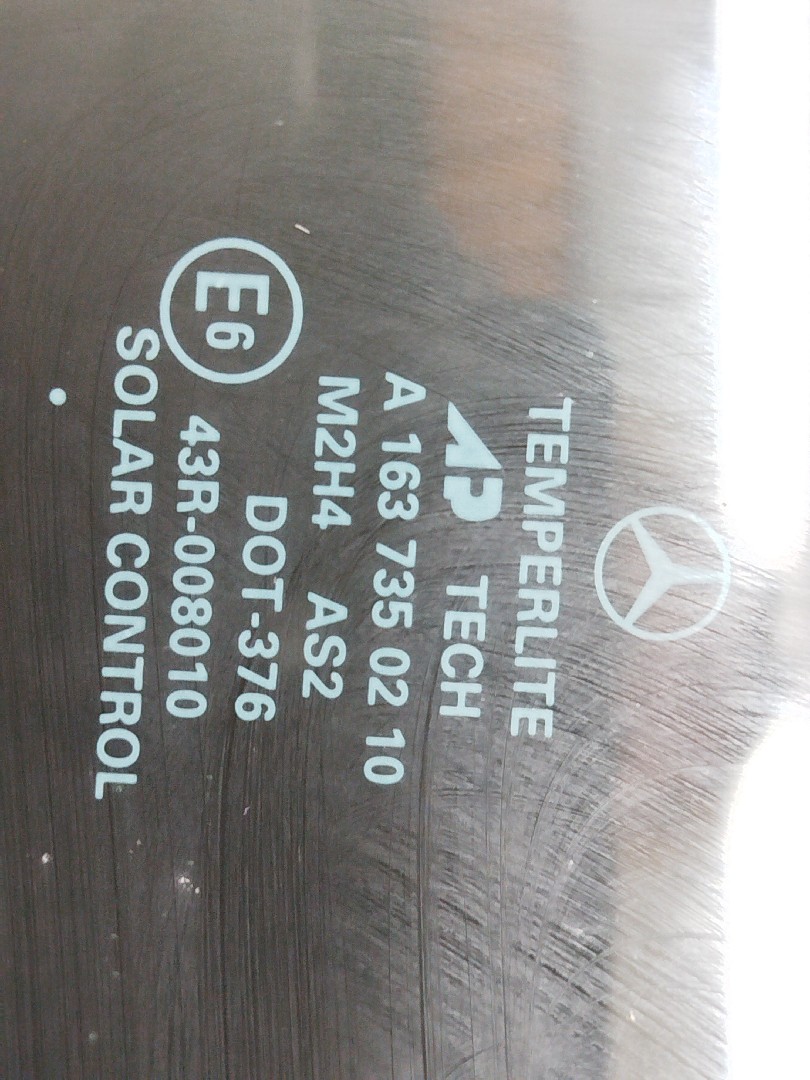 TEMPERLITE
AP TECH
A 163 735 02 10
M2H4 AS2
DOT-376
E6 43R-008010
SOLAR CONTROL